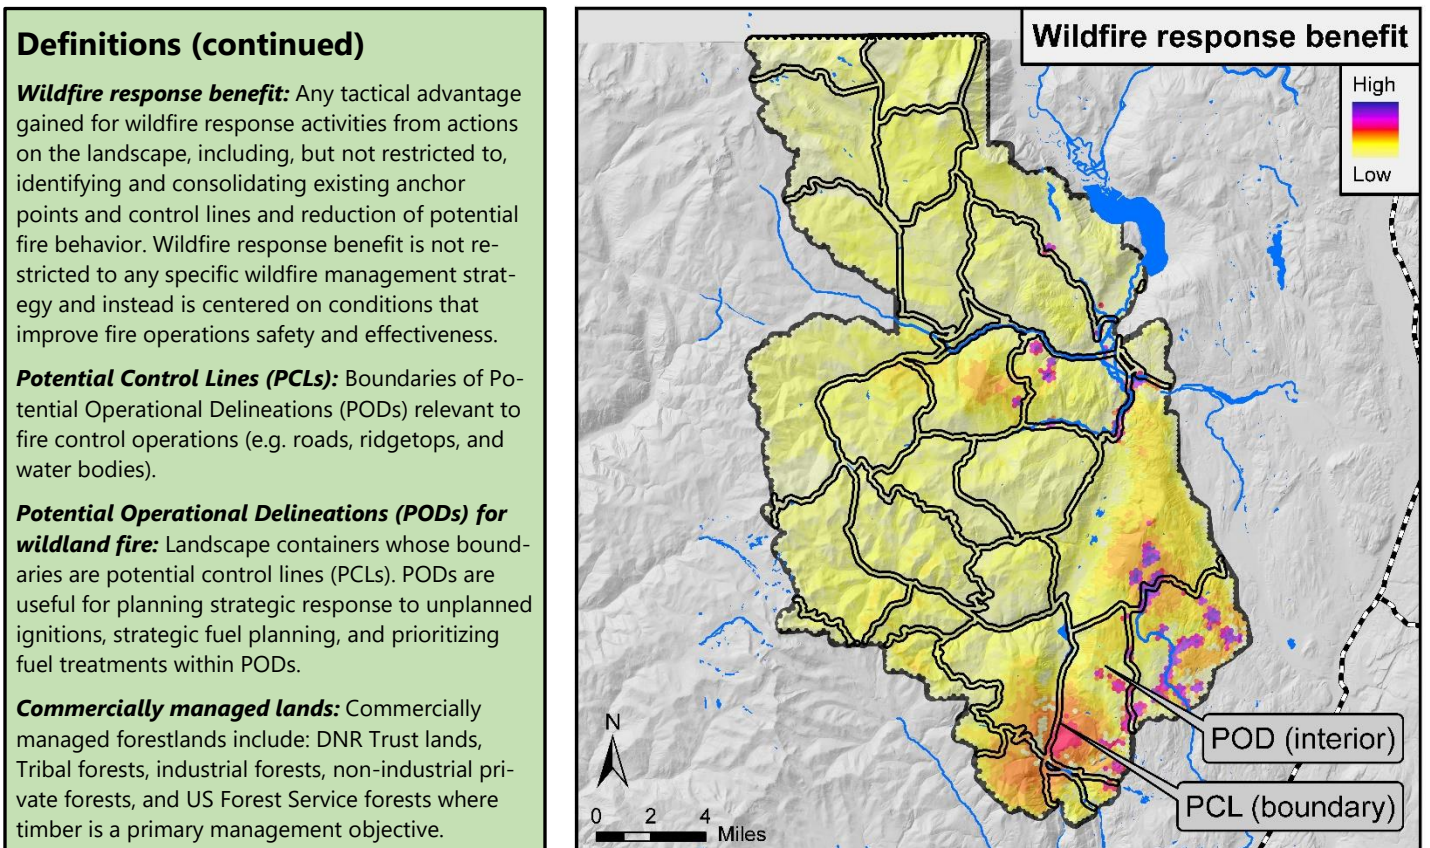 Definitions (continued)
Wildfire response benefit: Any tactical advantage
gained for wildfire response activities from actions
on the landscape, including, but not restricted to,
identifying and consolidating existing anchor
points and control lines and reduction of potential
fire behavior. Wildfire response benefit is not re-
stricted to any specific wildfire management strat-
egy and instead is centered on conditions that
improve fire operations safety and effectiveness.
Potential Control Lines (PCLs): Boundaries of Po-
tential Operational Delineations (PODs) relevant to
fire control operations (e.g. roads, ridgetops, and
water bodies).
Potential Operational Delineations (PODs) for
wildland fire: Landscape containers whose bound-
aries are potential control lines (PCLs). PODs are
useful for planning strategic response to unplanned
ignitions, strategic fuel planning, and prioritizing
fuel treatments within PODs.
Commercially managed lands: Commercially
managed forestlands include: DNR Trust lands,
Tribal forests, industrial forests, non-industrial pri-
vate forests, and US Forest Service forests where
timber is a primary management objective.
Wildfire response benefit
High
Low
POD (interior)
PCL (boundary)
N
0 2 4
Miles